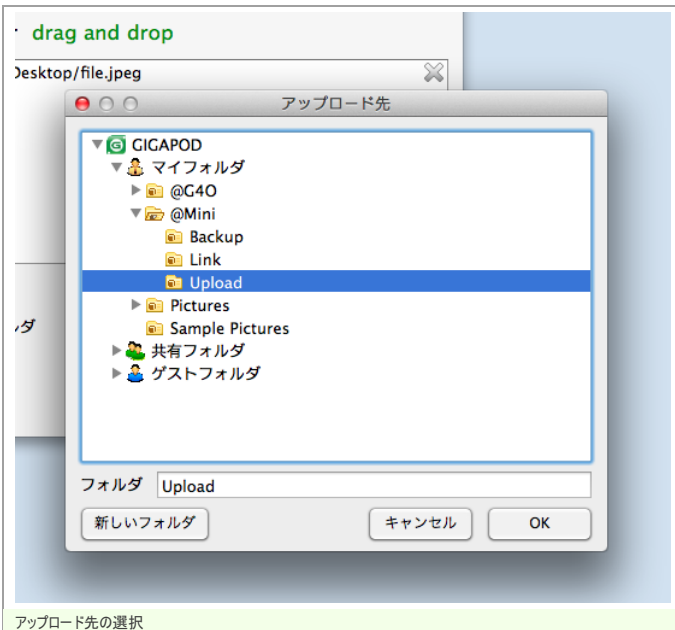 drag and drop
Desktop/file.jpeg
アップロード先
GIGAPOD
マイフォルダ
@G4O
@Mini
Backup
Link
Upload
Pictures
Sample Pictures
ルダ
共有フォルダ
ゲストフォルダ
フォルダ Upload
新しいフォルダ キャンセル OK
アップロード先の選択